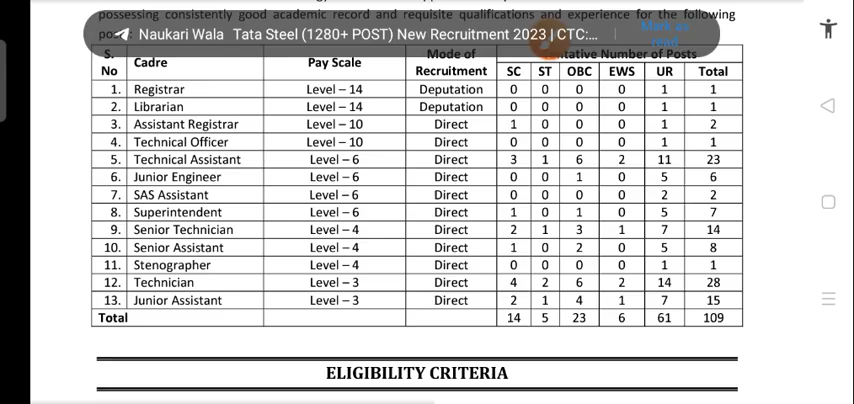 possessing consistently good academic record and requisite qualifications and experience for the following
Naukari Wala Tata Steel (1280+ POST) New Recruitment 2023 | CTC:...
Mark as read
S. No Cadre Pay Scale Mode of Recruitment Number of Posts
SC ST OBC EWS UR Total
1. Registrar Level – 14 Deputation 0 0 0 0 1 1
2. Librarian Level – 14 Deputation 0 0 0 0 1 1
3. Assistant Registrar Level – 10 Direct 1 0 0 0 1 2
4. Technical Officer Level – 10 Direct 0 0 0 0 1 1
5. Technical Assistant Level – 6 Direct 3 1 6 2 11 23
6. Junior Engineer Level – 6 Direct 0 0 1 0 5 6
7. SAS Assistant Level – 6 Direct 0 0 0 0 2 2
8. Superintendent Level – 6 Direct 1 0 1 0 5 7
9. Senior Technician Level – 4 Direct 2 1 3 1 7 14
10. Senior Assistant Level – 4 Direct 1 0 2 0 5 8
11. Stenographer Level – 4 Direct 0 0 0 0 1 1
12. Technician Level – 3 Direct 4 2 6 2 14 28
13. Junior Assistant Level – 3 Direct 2 1 4 1 7 15
Total 14 5 23 6 61 109
ELIGIBILITY CRITERIA